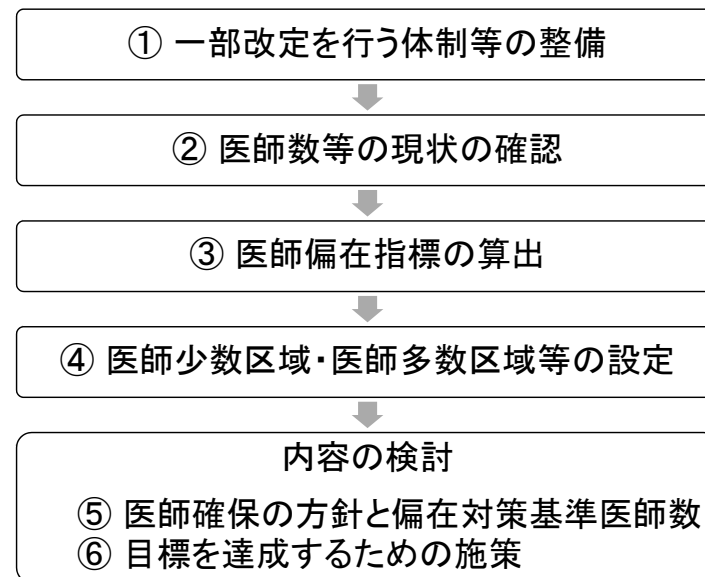 ① 一部改定を行う体制等の整備
② 医師数等の現状の確認
③ 医師偏在指標の算出
④ 医師少数区域・医師多数区域等の設定
内容の検討
⑤ 医師確保の方針と偏在対策基準医師数
⑥ 目標を達成するための施策